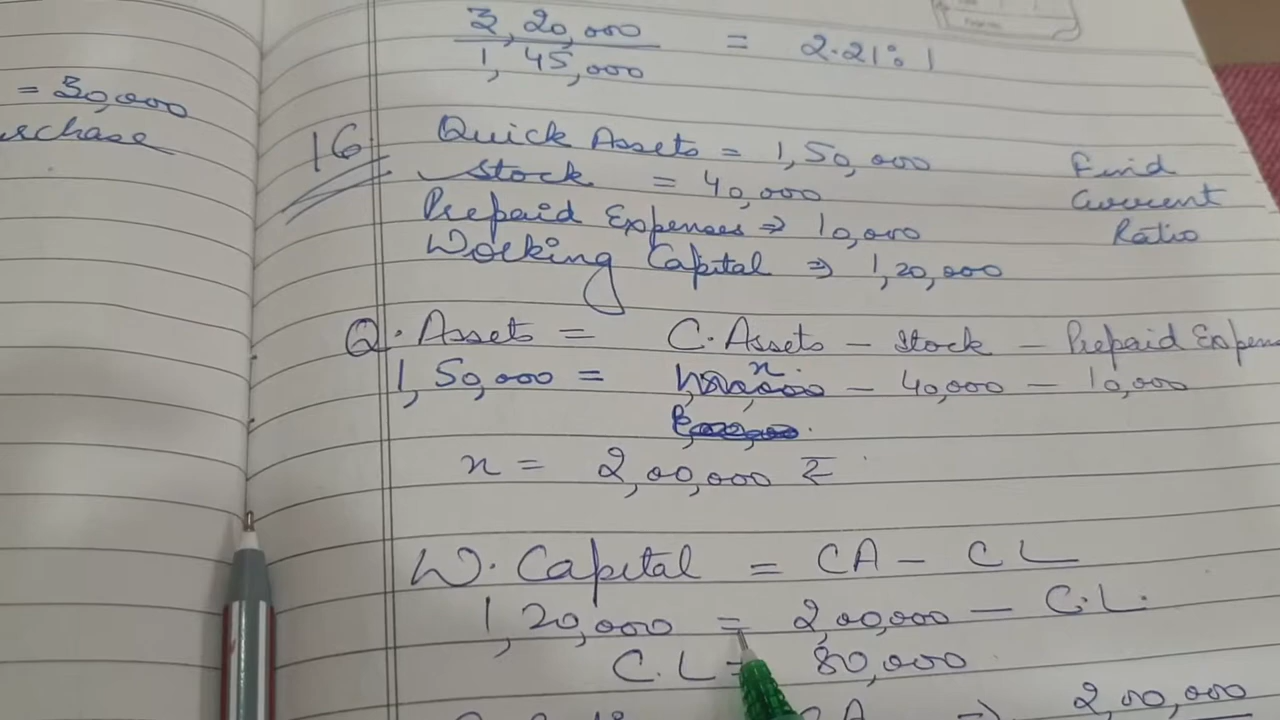 = 30,000
rchase
3,20,000
1,45,000
= 2.21:1
16.
Quick Assets = 1,50,000
Stock = 40,000
Prepaid Expenses ⇒ 10,000
Working Capital ⇒ 1,20,000
Find
Current
Ratio
Q. Assets = C. Assets - Stock - Prepaid Expen
1,50,000 = x - 40,000 - 10,000
x = 2,00,000 ₹
W. Capital = CA - CL
1,20,000 = 2,00,000 - C.L.
C.L = 80,000
CA ⇒ 2,00,000